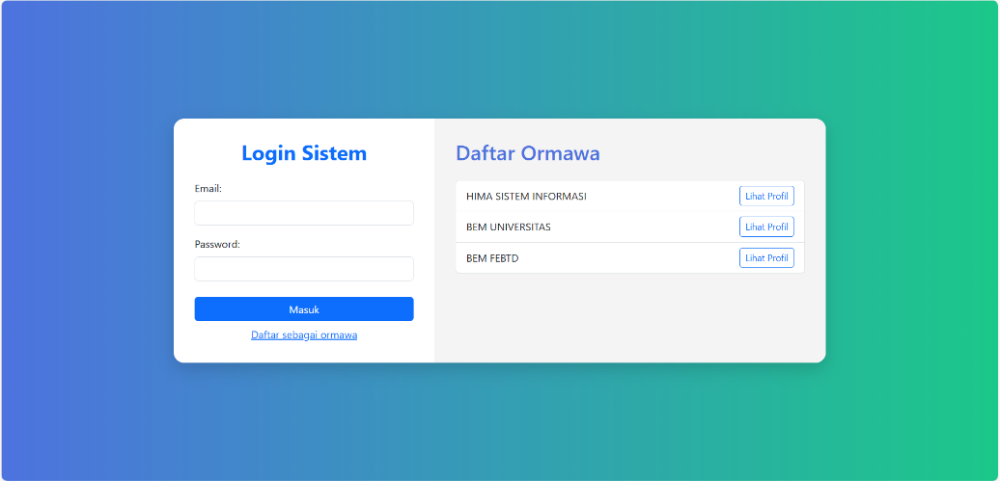 Login Sistem
Email:
Password:
Masuk
Daftar sebagai ormawa
Daftar Ormawa
HIMA SISTEM INFORMASI Lihat Profil
BEM UNIVERSITAS Lihat Profil
BEM FEBTD Lihat Profil